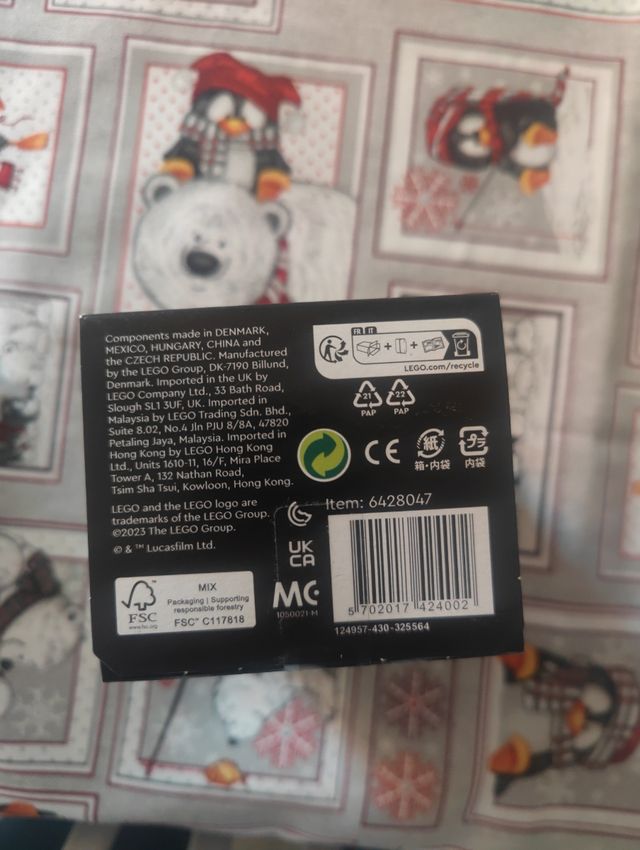 Components made in DENMARK,
MEXICO, HUNGARY, CHINA and
the CZECH REPUBLIC. Manufactured
by the LEGO Group, DK-7190 Billund,
Denmark. Imported in the UK by
LEGO Company Ltd., 33 Bath Road,
Slough SL1 3UF, UK. Imported in
Malaysia by LEGO Trading Sdn. Bhd.,
Suite 8.02, No.4 Jln PJU 8/8A, 47820
Petaling Jaya, Malaysia. Imported in
Hong Kong by LEGO Hong Kong
Ltd., Units 1610-11, 16/F, Mira Place
Tower A, 132 Nathan Road,
Tsim Sha Tsui, Kowloon, Hong Kong.
LEGO and the LEGO logo are
trademarks of the LEGO Group.
©2023 The LEGO Group.
© & ™ Lucasfilm Ltd.
FSC
www.fsc.org
MIX
Packaging | Supporting
responsible forestry
FSC™ C117818
FR IT
LEGO.com/recycle
21
PAP
22
PAP
CE
紙
箱・内袋
プラ
内袋
Item: 6428047
UK
CA
MC
1050021-M
5 702017 424002
124957-430-325564